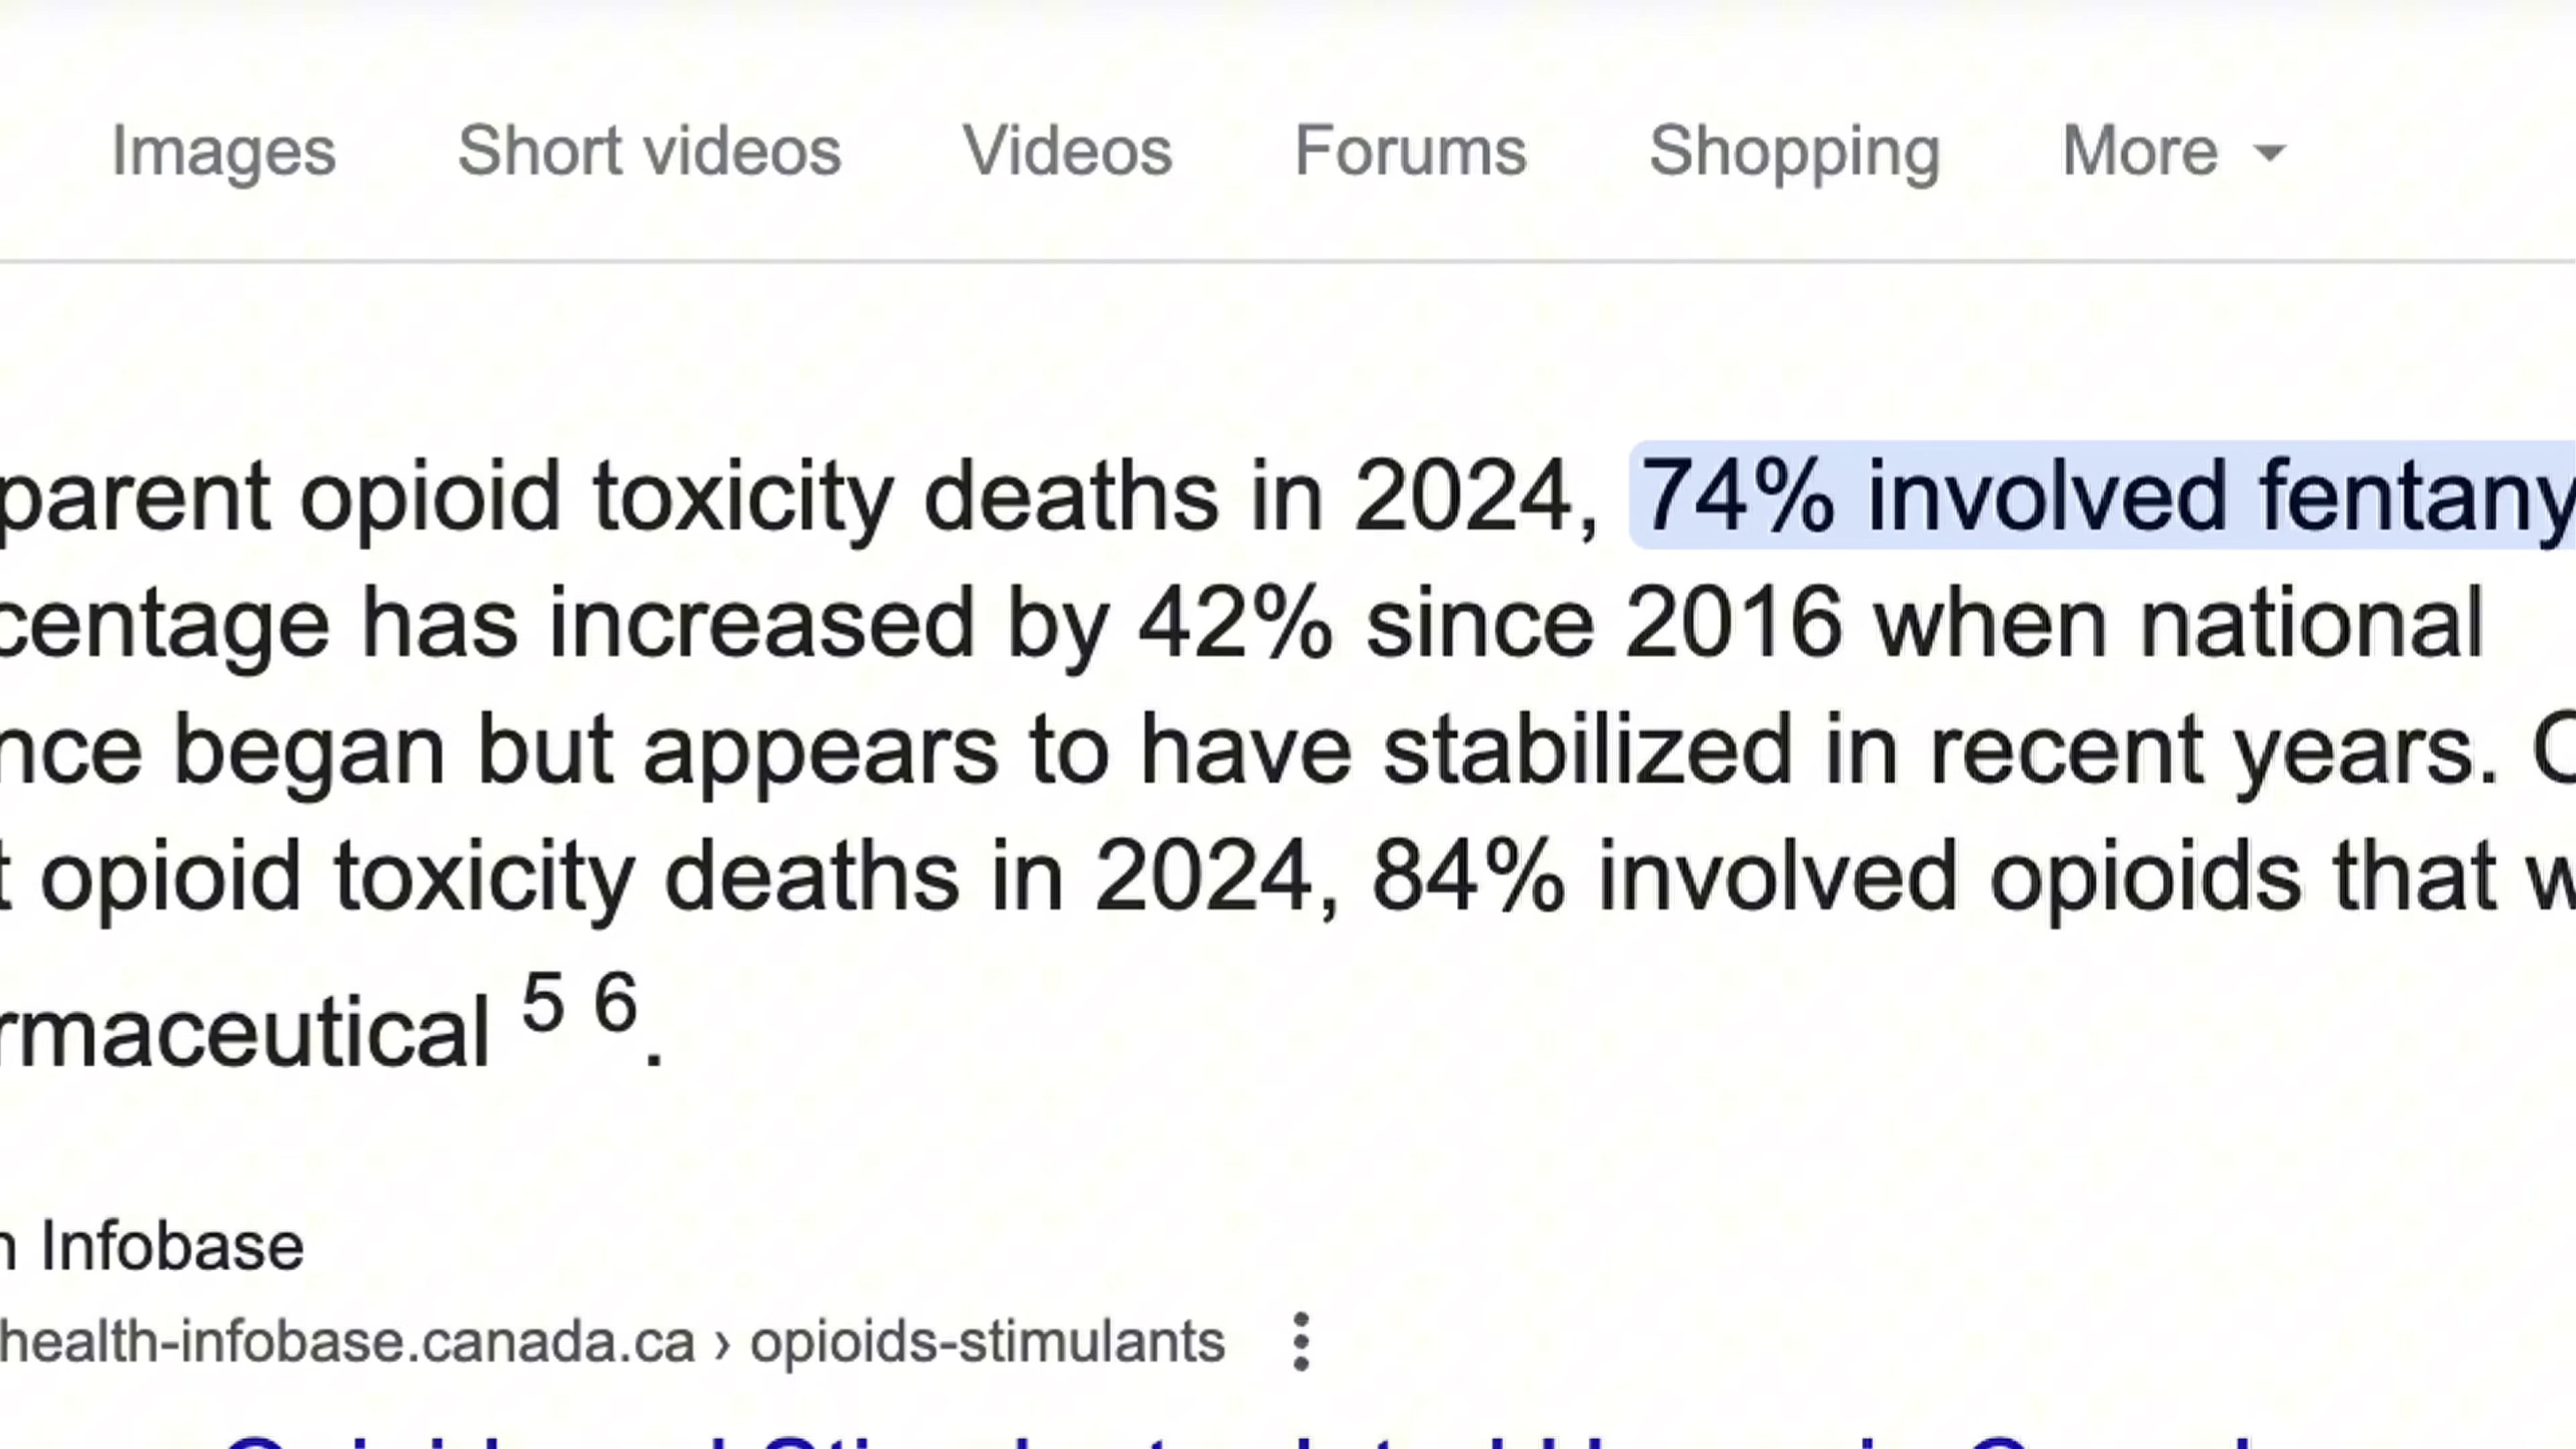 Images Short videos Videos Forums Shopping More
parent opioid toxicity deaths in 2024, 74% involved fentany
centage has increased by 42% since 2016 when national
nce began but appears to have stabilized in recent years.
t opioid toxicity deaths in 2024, 84% involved opioids that w
rmaceutical 5 6.
n Infobase
health-infobase.canada.ca › opioids-stimulants